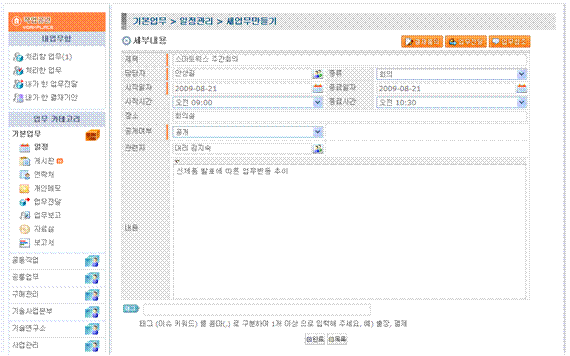 내업무함
처리할 업무(1)
처리한 업무
내가 한 업무전달
내가 한 결재기안
업무 카테고리
기본업무
일정
게시판
연락처
개인메모
업무전달
업무보고
자료실
보고서
공통작업
공통업무
구매관리
기술사업본부
기술연구소
사업관리
기본업무 > 일정관리 > 새업무만들기
세부내용
제목 스마트웍스 주간회의
담당자 안성길 종류 회의
시작일자 2009-08-21 종료일자 2009-08-21
시작시간 오전 09:00 종료시간 오전 10:30
장소 회의실
공개여부 공개
관련자 대리 김지숙
내용 신제품 발표에 따른 업무변동 추이
태그
태그 (이슈 키워드) 를 콤마(,) 로 구분하여 1개 이상 으로 입력해 주세요. 예) 출장, 결재
완료 목록